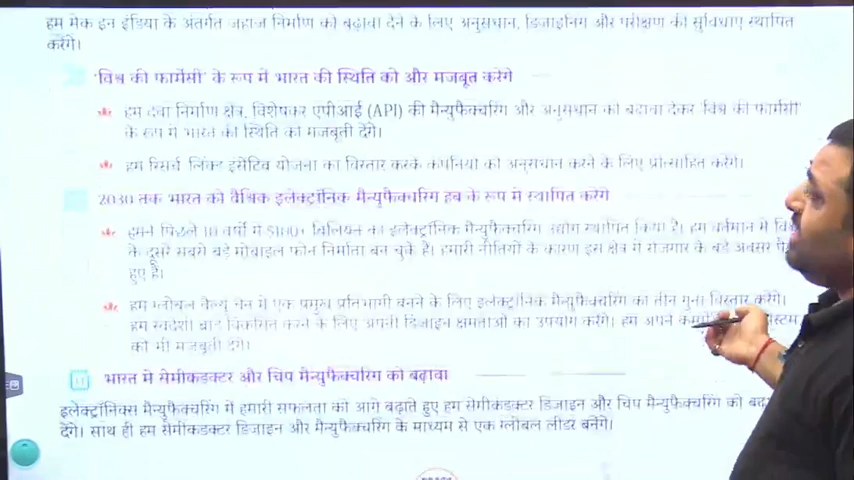 हम मेक इन इंडिया के अंतर्गत जहाज निर्माण को बढ़ावा देने के लिए अनुसंधान, डिजाइनिंग और परीक्षण की सुविधाएं स्थापित
करेंगे।
'विश्व की फार्मेसी' के रूप में भारत की स्थिति को और मजबूत करेंगे
हम दवा निर्माण क्षेत्र, विशेषकर एपीआई (API) की मैन्युफैक्चरिंग और अनुसंधान को बढ़ावा देकर 'विश्व की फार्मेसी'
के रूप में भारत की स्थिति को मजबूती देंगे।
हम रिसर्च लिंक्ड इंसेंटिव योजना का विस्तार करके कंपनियों को अनुसंधान करने के लिए प्रोत्साहित करेंगे।
2030 तक भारत को वैश्विक इलेक्ट्रॉनिक मैन्युफैक्चरिंग हब के रूप में स्थापित करेंगे
हमने पिछले 10 वर्षों में बिलियन का इलेक्ट्रॉनिक मैन्युफैक्चरिंग उद्योग स्थापित किया है। हम वर्तमान में
के दूसरे सबसे बड़े मोबाइल फोन निर्माता बन चुके हैं। हमारी नीतियों के कारण इस क्षेत्र में रोजगार के बड़े अवसर
हुए हैं।
हम ग्लोबल वैल्यू चेन में एक प्रमुख प्रतिभागी बनने के लिए इलेक्ट्रॉनिक मैन्युफैक्चरिंग का तीन गुना विस्तार करेंगे।
हम स्वदेशी ब्रांड विकसित करने के लिए अपनी डिजाइन क्षमताओं का उपयोग करेंगे। हम अपने
को भी मजबूती देंगे।
11 भारत में सेमीकंडक्टर और चिप मैन्युफैक्चरिंग को बढ़ावा
इलेक्ट्रॉनिक्स मैन्युफैक्चरिंग में हमारी सफलता को आगे बढ़ाते हुए हम सेमीकंडक्टर डिजाइन और चिप मैन्युफैक्चरिंग को
देंगे। साथ ही हम सेमीकंडक्टर डिजाइन और मैन्युफैक्चरिंग के माध्यम से एक ग्लोबल लीडर बनेंगे।